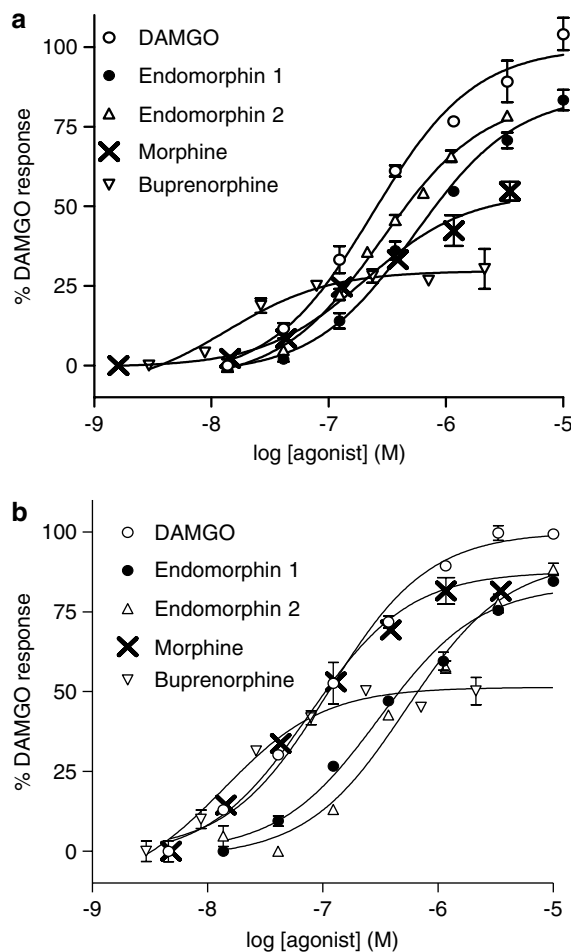 a
100
75
50
25
0
% DAMGO response
DAMGO
Endomorphin 1
Endomorphin 2
Morphine
Buprenorphine
-9 -8 -7 -6 -5
log [agonist] (M)
b
100
75
50
25
0
% DAMGO response
DAMGO
Endomorphin 1
Endomorphin 2
Morphine
Buprenorphine
-9 -8 -7 -6 -5
log [agonist] (M)